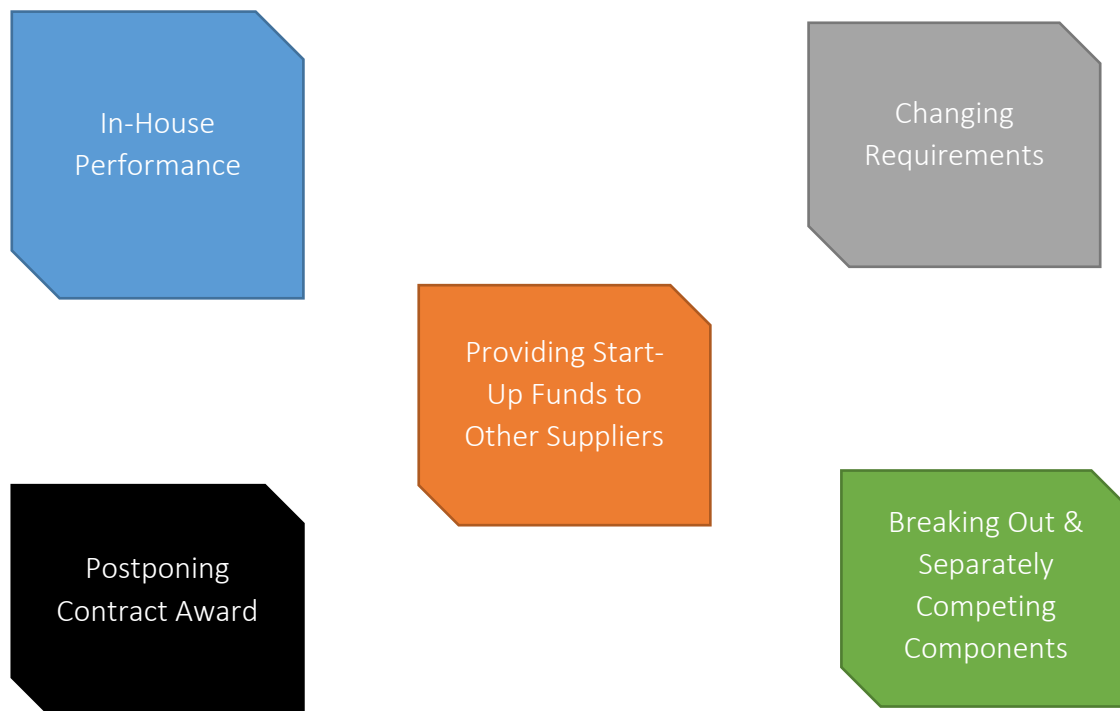 In-House
Performance
Changing
Requirements
Providing Start-
Up Funds to
Other Suppliers
Postponing
Contract Award
Breaking Out &
Separately
Competing
Components